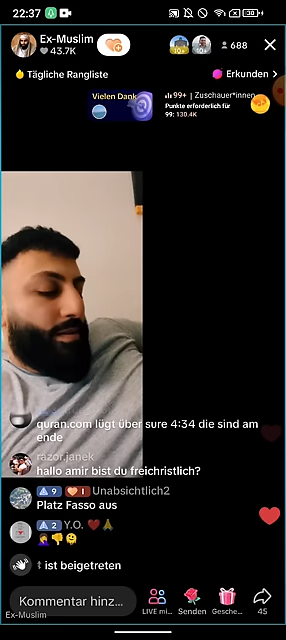 22:37
Ex-Muslim
43.7K
10+
10+
688
Tägliche Rangliste
Erkunden
Vielen Dank
99+ | Zuschauer*innen
Punkte erforderlich für
99: 130.4K
quran.com lügt über sure 4:34 die sind am
ende
razor.janek
hallo amir bist du freichristlich?
9 I Unabsichtlich2
Platz Fasso aus
2 Y.O. ❤️🙏
🤦👎🫠
ist beigetreten
Kommentar hinz...
LIVE mi...
Senden
Gesche...
45
Ex-Muslim